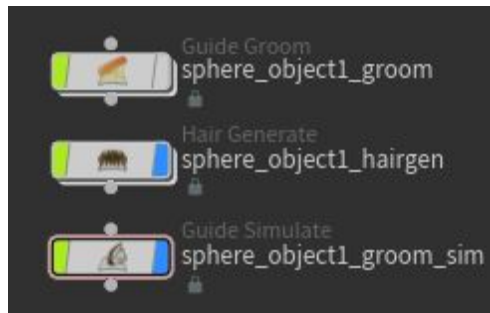 Guide Groom
sphere_object1_groom
Hair Generate
sphere_object1_hairgen
Guide Simulate
sphere_object1_groom_sim